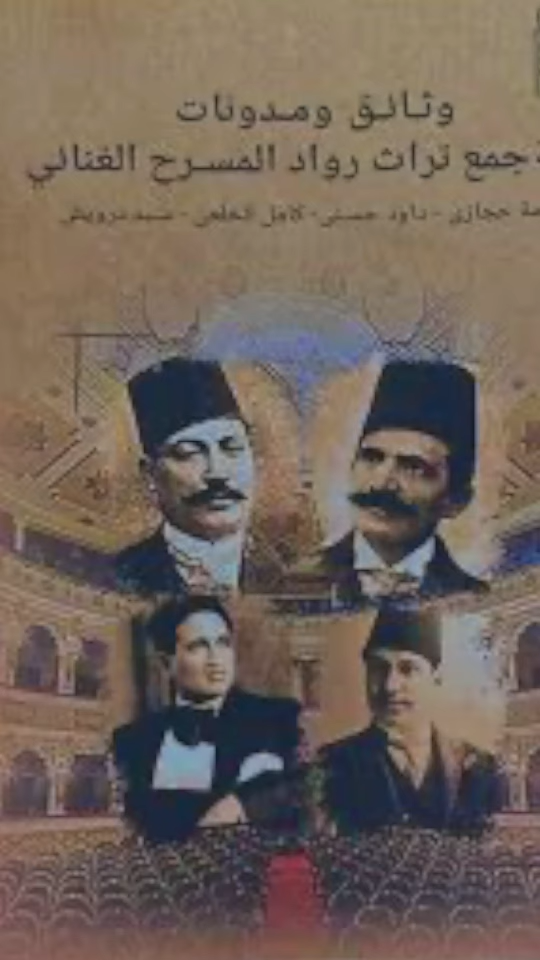 وثائق ومدونات
جمع تراث رواد المسرح الغنائي
حجازي - داود حسني - كامل الخلعي - سيد درويش